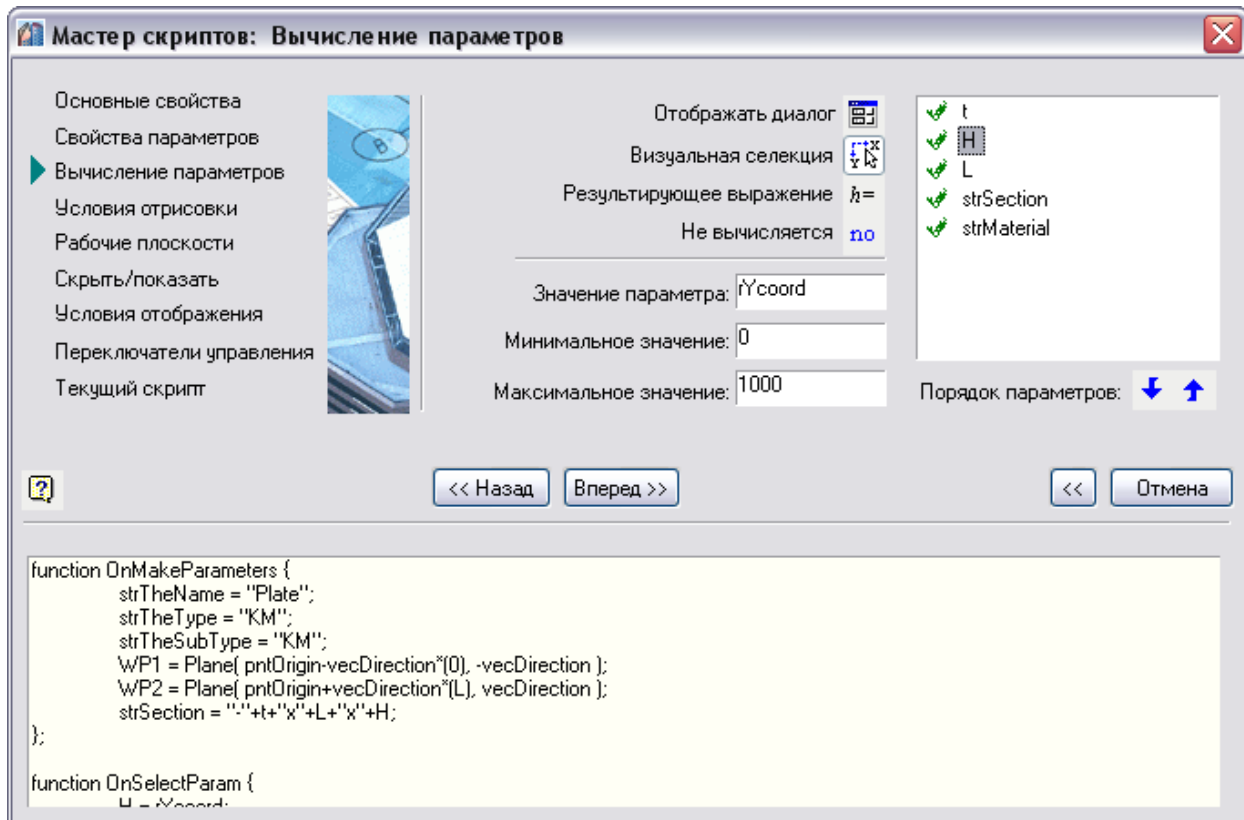 Мастер скриптов: Вычисление параметров
Основные свойства
Свойства параметров
Вычисление параметров
Условия отрисовки
Рабочие плоскости
Скрыть/показать
Условия отображения
Переключатели управления
Текущий скрипт
Отображать диалог
Визуальная селекция
Результирующее выражение h=
Не вычисляется no
Значение параметра: rYcoord
Минимальное значение: 0
Максимальное значение: 1000
t
H
L
strSection
strMaterial
Порядок параметров:
<< Назад
Вперед >>
<<
Отмена
function OnMakeParameters {
strTheName = "Plate";
strTheType = "KM";
strTheSubType = "KM";
WP1 = Plane( pntOrigin-vecDirection*(0), -vecDirection );
WP2 = Plane( pntOrigin+vecDirection*(L), vecDirection );
strSection = "-"+t+"x"+L+"x"+H;
};
function OnSelectParam {
H = rYcoord;